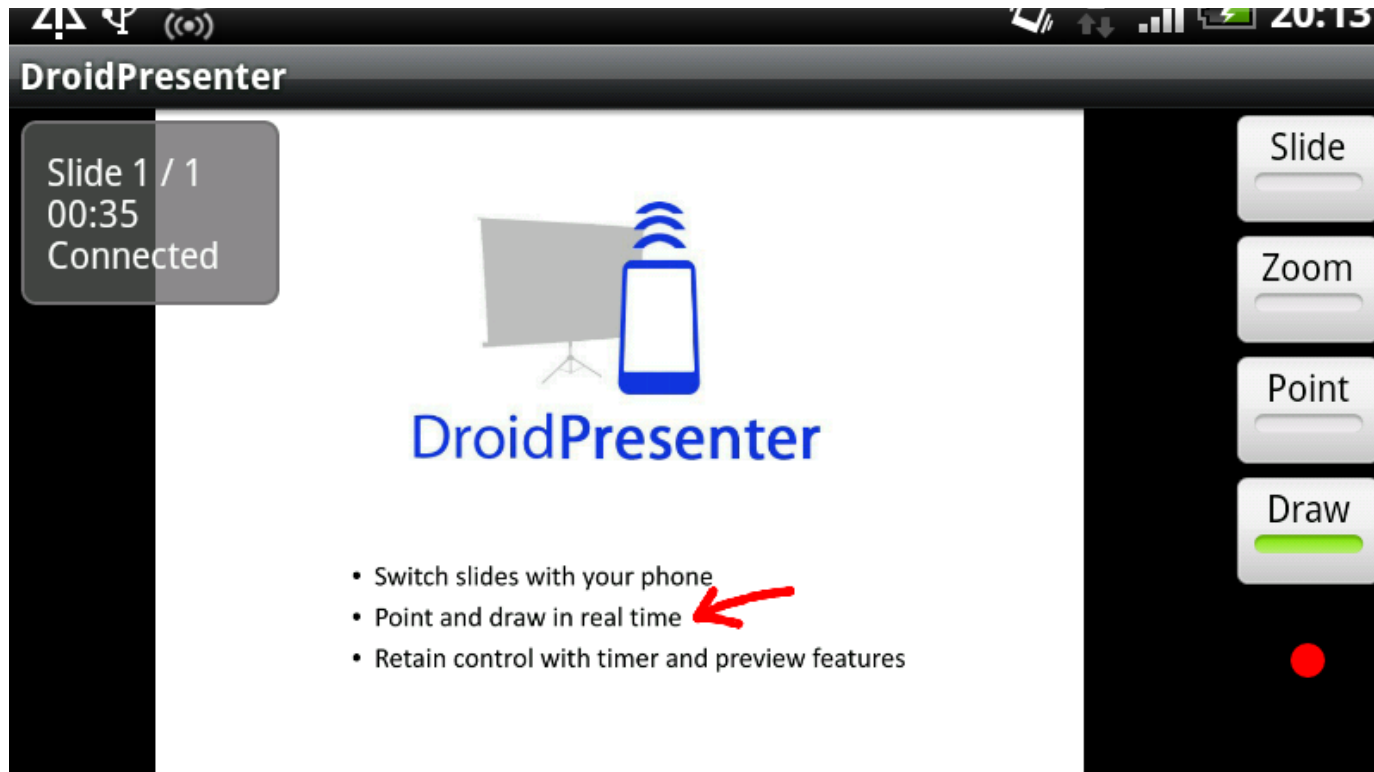 20:13
DroidPresenter
Slide 1 / 1
00:35
Connected
DroidPresenter
• Switch slides with your phone
• Point and draw in real time
• Retain control with timer and preview features
Slide
Zoom
Point
Draw